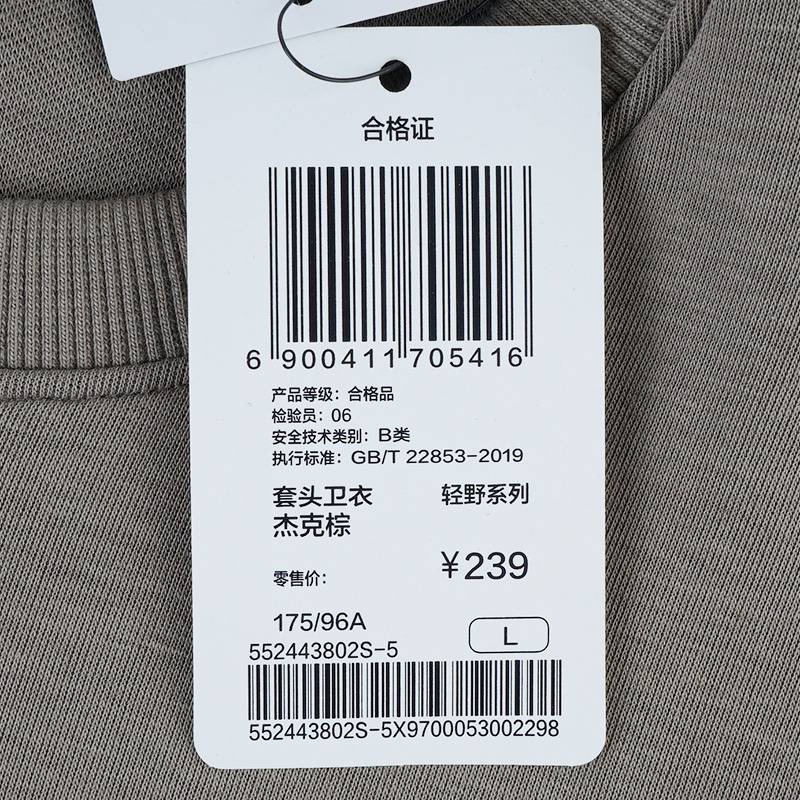 合格证
6 900411 705416
产品等级：合格品
检验员：06
安全技术类别：B类
执行标准：GB/T 22853-2019
套头卫衣 轻野系列
杰克棕
零售价： ¥239
175/96A L
552443802S-5
552443802S-5X9700053002298